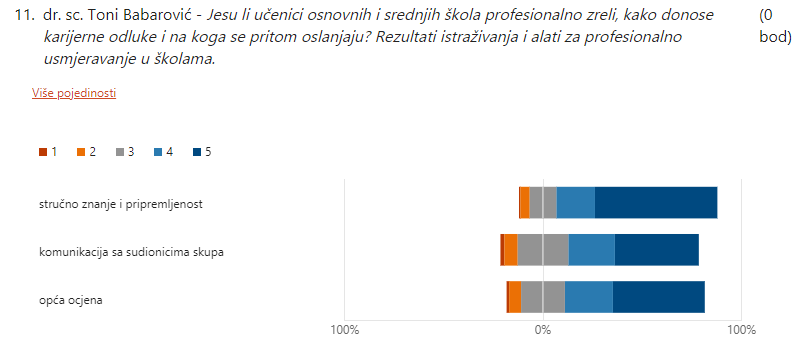 11. dr. sc. Toni Babarović - Jesu li učenici osnovnih i srednjih škola profesionalno zreli, kako donose (0
karijerne odluke i na koga se pritom oslanjaju? Rezultati istraživanja i alati za profesionalno bod)
usmjeravanje u školama.
Više pojedinosti
1 2 3 4 5
stručno znanje i pripremljenost
komunikacija sa sudionicima skupa
opća ocjena
100% 0% 100%